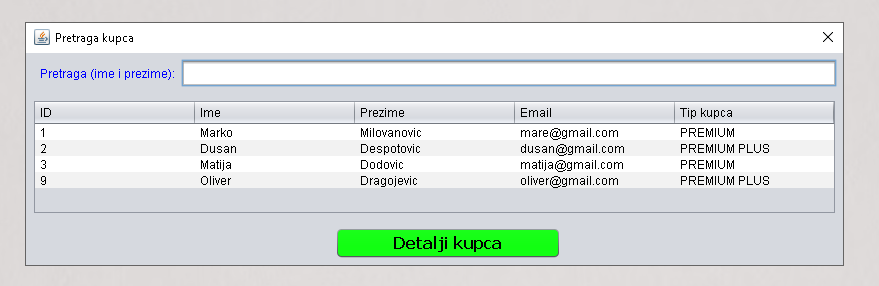 Pretraga kupca
Pretraga (ime i prezime):
ID Ime Prezime Email Tip kupca
1 Marko Milovanovic mare@gmail.com PREMIUM
2 Dusan Despotovic dusan@gmail.com PREMIUM PLUS
3 Matija Dodovic matija@gmail.com PREMIUM
9 Oliver Dragojevic oliver@gmail.com PREMIUM PLUS
Detalji kupca